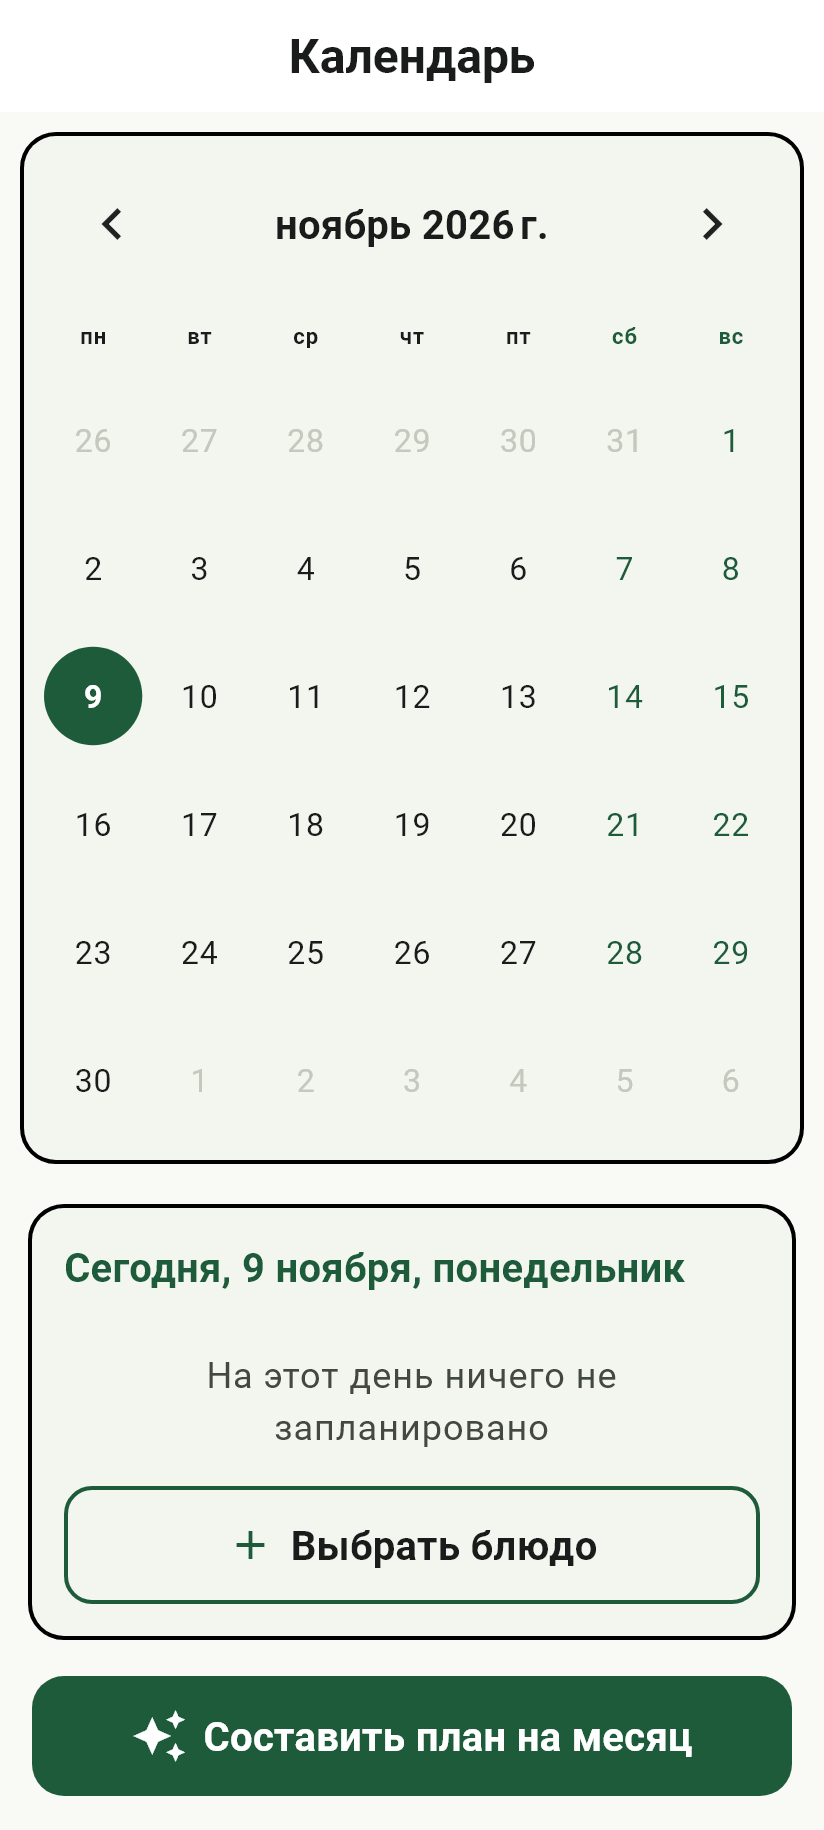 Календарь
ноябрь 2026 г.
пн вт ср чт пт сб вс
26 27 28 29 30 31 1
2 3 4 5 6 7 8
9 10 11 12 13 14 15
16 17 18 19 20 21 22
23 24 25 26 27 28 29
30 1 2 3 4 5 6
Сегодня, 9 ноября, понедельник
На этот день ничего не
запланировано
+ Выбрать блюдо
Составить план на месяц